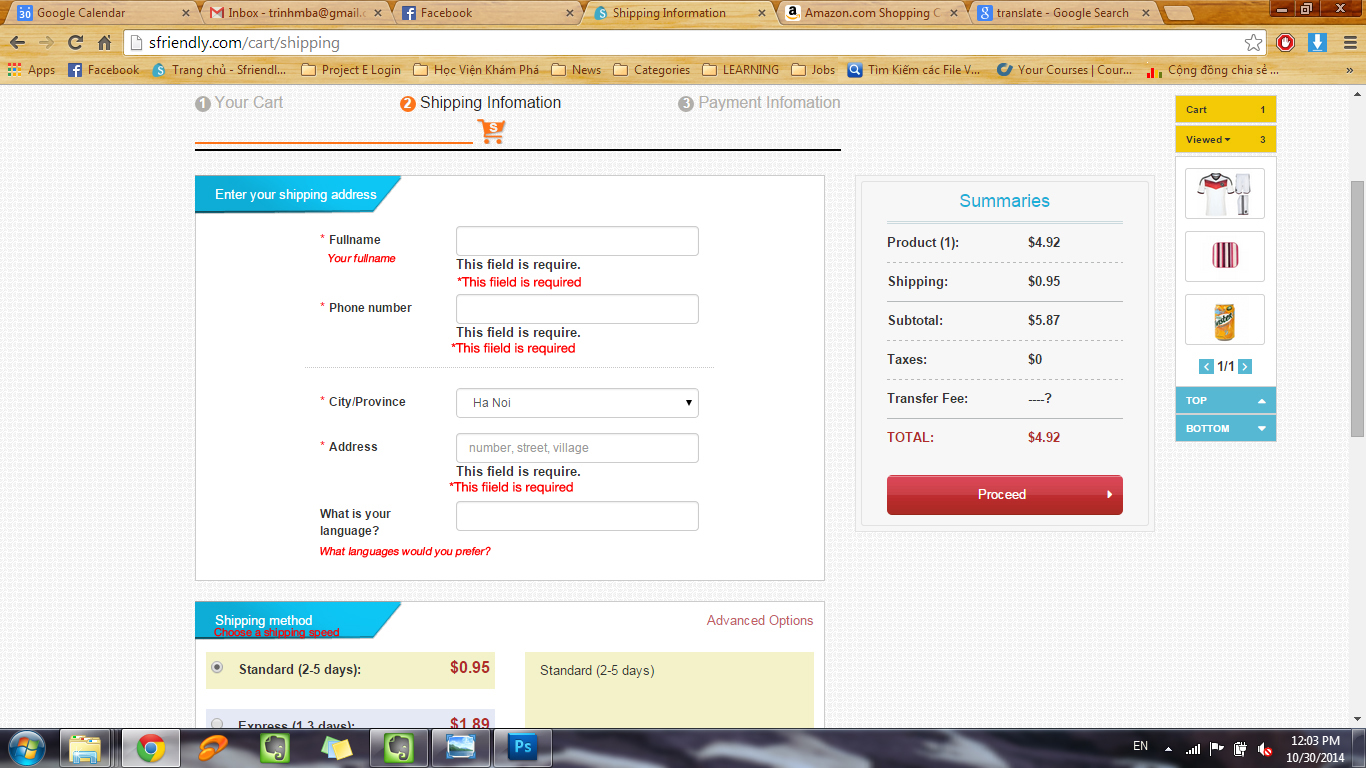 30 Google Calendar
Inbox - trinhmba@gmail.c
Facebook
Shipping Information
Amazon.com Shopping C
translate - Google Search
sfriendly.com/cart/shipping
Apps
Facebook
Trang chủ - Sfriendl...
Project E Login
Học Viện Khám Phá
News
Categories
LEARNING
Jobs
Tìm Kiếm các File V...
Your Courses | Cour...
Cộng đồng chia sẻ ...
»
1 Your Cart
2 Shipping Infomation
3 Payment Infomation
S
Enter your shipping address
* Fullname
Your fullname
This field is require.
*This fiield is required
* Phone number
This field is require.
*This fiield is required
* City/Province
Ha Noi
* Address
number, street, village
This field is require.
*This fiield is required
What is your
language?
What languages would you prefer?
Shipping method
Choose a shipping speed
Advanced Options
Standard (2-5 days): $0.95
Standard (2-5 days)
Express (1-3 days): $1.89
Summaries
Product (1): $4.92
Shipping: $0.95
Subtotal: $5.87
Taxes: $0
Transfer Fee: ----?
TOTAL: $4.92
Proceed
Cart 1
Viewed 3
1/1
TOP
BOTTOM
Ps
EN
12:03 PM
10/30/2014